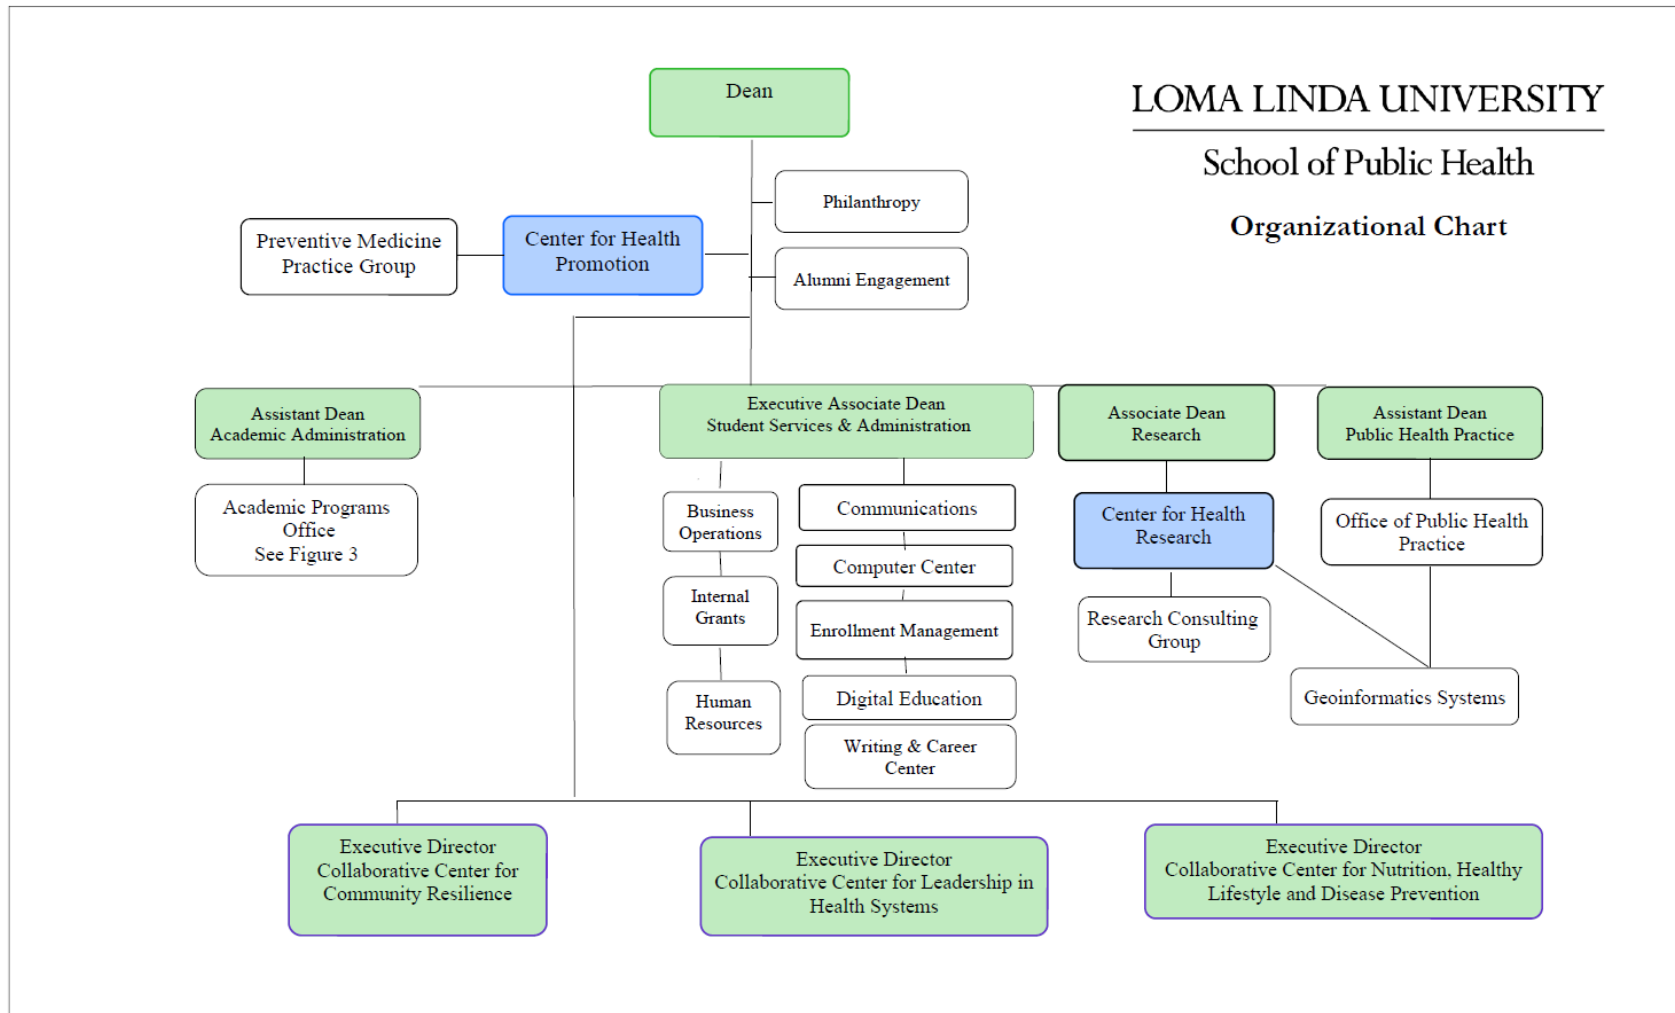 Dean
LOMA LINDA UNIVERSITY
School of Public Health
Organizational Chart
Philanthropy
Preventive Medicine
Practice Group
Center for Health
Promotion
Alumni Engagement
Assistant Dean
Academic Administration
Executive Associate Dean
Student Services & Administration
Associate Dean
Research
Assistant Dean
Public Health Practice
Academic Programs
Office
See Figure 3
Business
Operations
Internal
Grants
Human
Resources
Communications
Computer Center
Enrollment Management
Digital Education
Writing & Career
Center
Center for Health
Research
Research Consulting
Group
Office of Public Health
Practice
Geoinformatics Systems
Executive Director
Collaborative Center for
Community Resilience
Executive Director
Collaborative Center for Leadership in
Health Systems
Executive Director
Collaborative Center for Nutrition, Healthy
Lifestyle and Disease Prevention